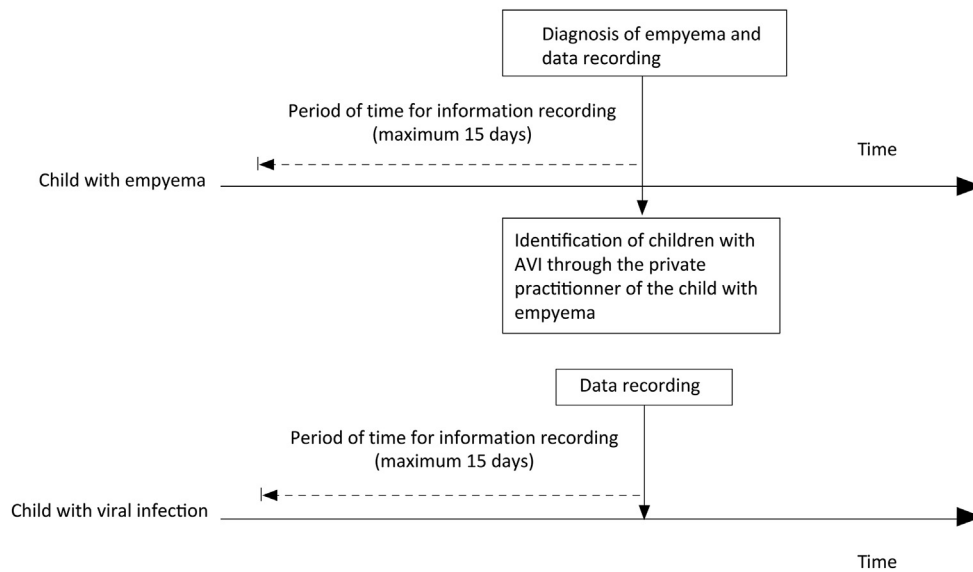 Diagnosis of empyema and
data recording
Period of time for information recording
(maximum 15 days)
Time
Child with empyema
Identification of children with
AVI through the private
practitionner of the child with
empyema
Data recording
Period of time for information recording
(maximum 15 days)
Child with viral infection
Time